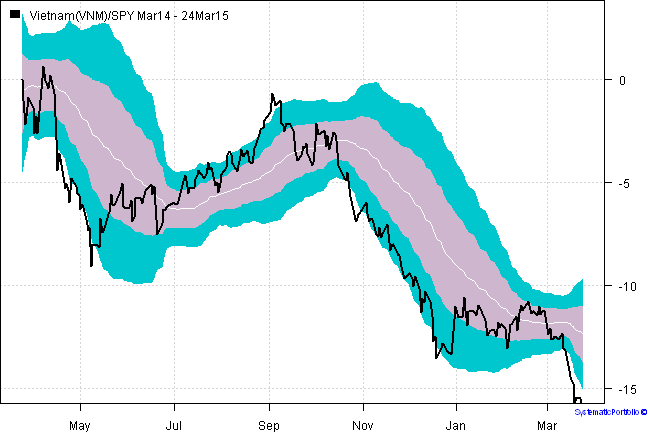 Vietnam(VNM)/SPY Mar14 - 24Mar15
0
-5
-10
-15
May Jul Sep Nov Jan Mar
SystematicPortfolio ©